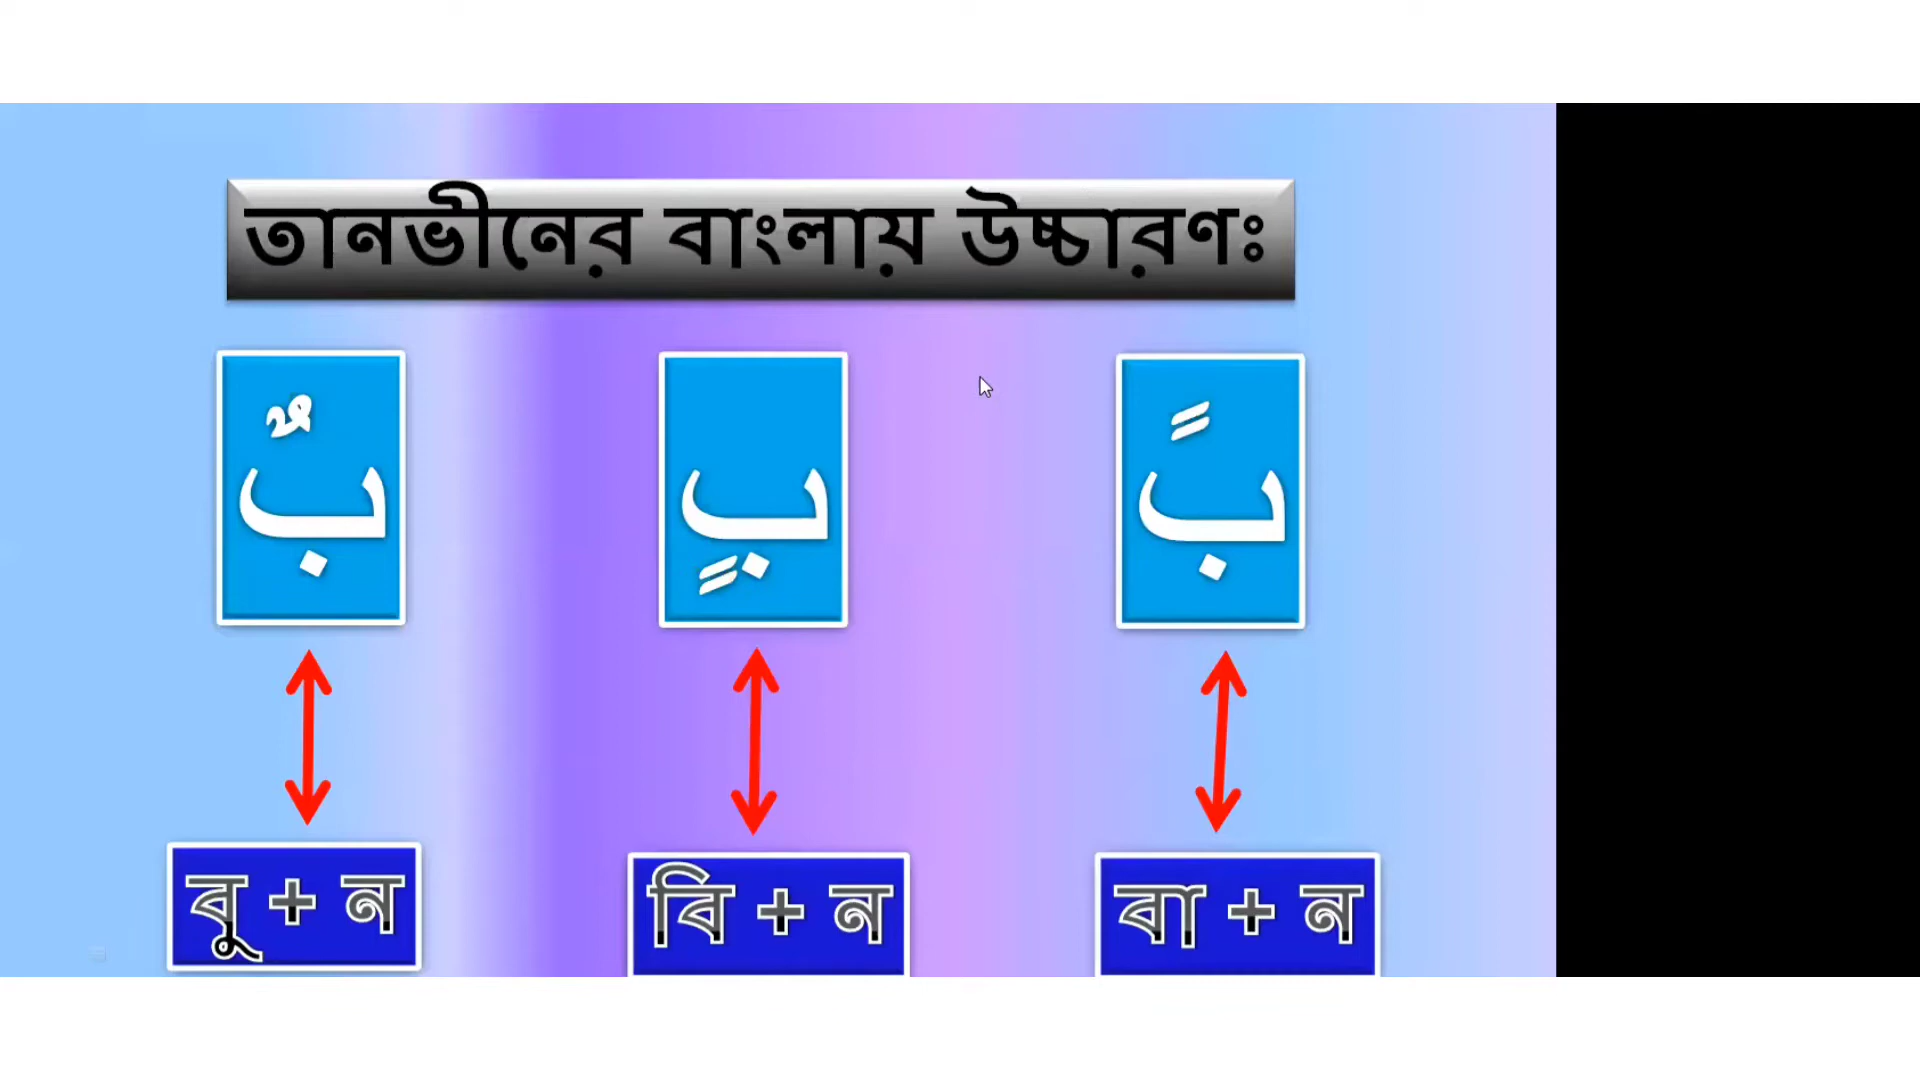 তানভীনের বাংলায় উচ্চারণঃ
بٌ بٍ بً
বু + ন বি + ন বা + ন